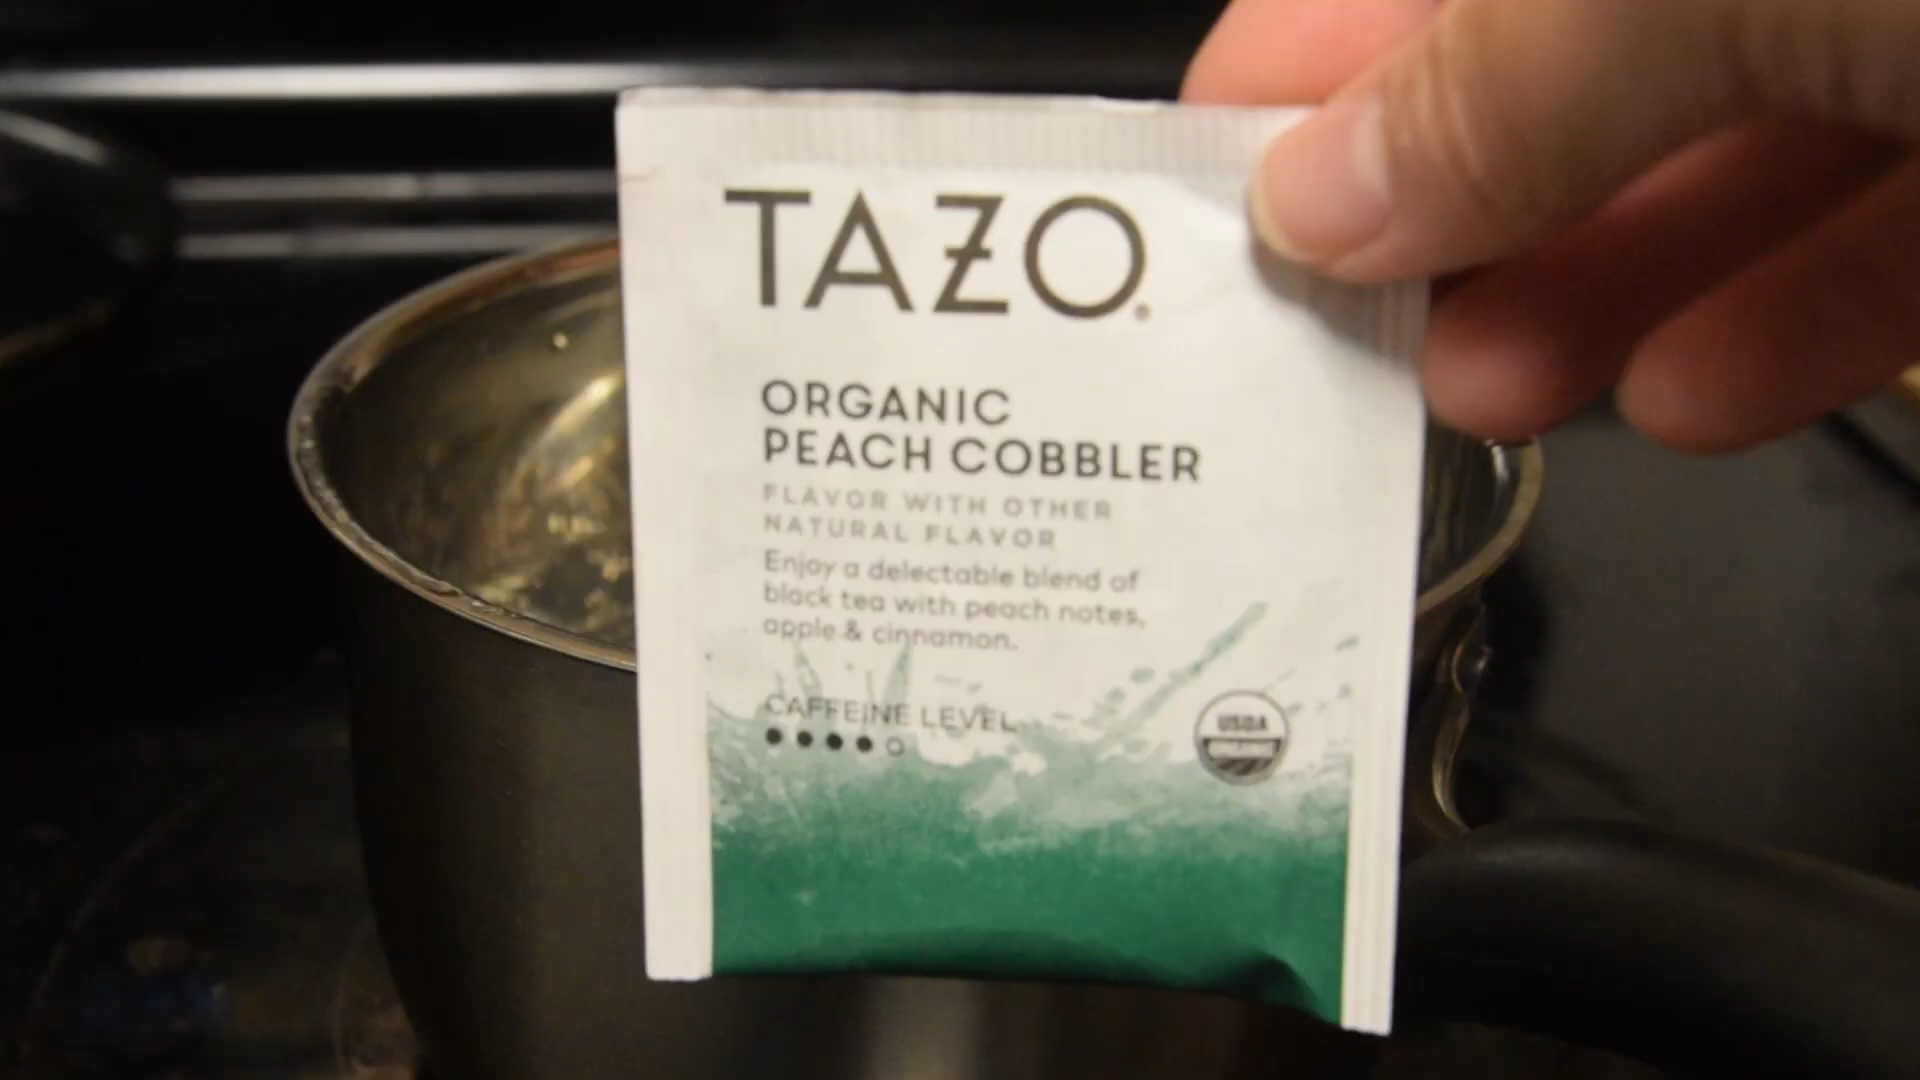 TAZO®
ORGANIC
PEACH COBBLER
FLAVOR WITH OTHER
NATURAL FLAVOR
Enjoy a delectable blend of
black tea with peach notes,
apple & cinnamon.
CAFFEINE LEVEL
USDA
ORGANIC